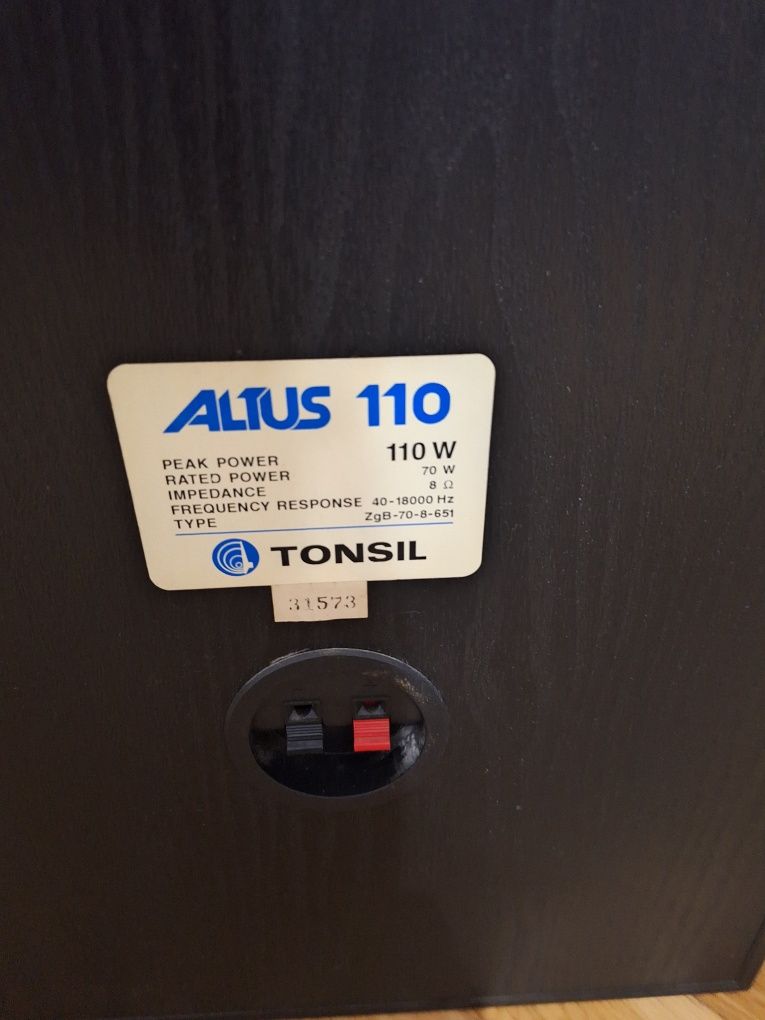 ALTUS 110
PEAK POWER 110 W
RATED POWER 70 W
IMPEDANCE 8 Ω
FREQUENCY RESPONSE 40-18000 Hz
TYPE ZgB-70-8-651
TONSIL
31573